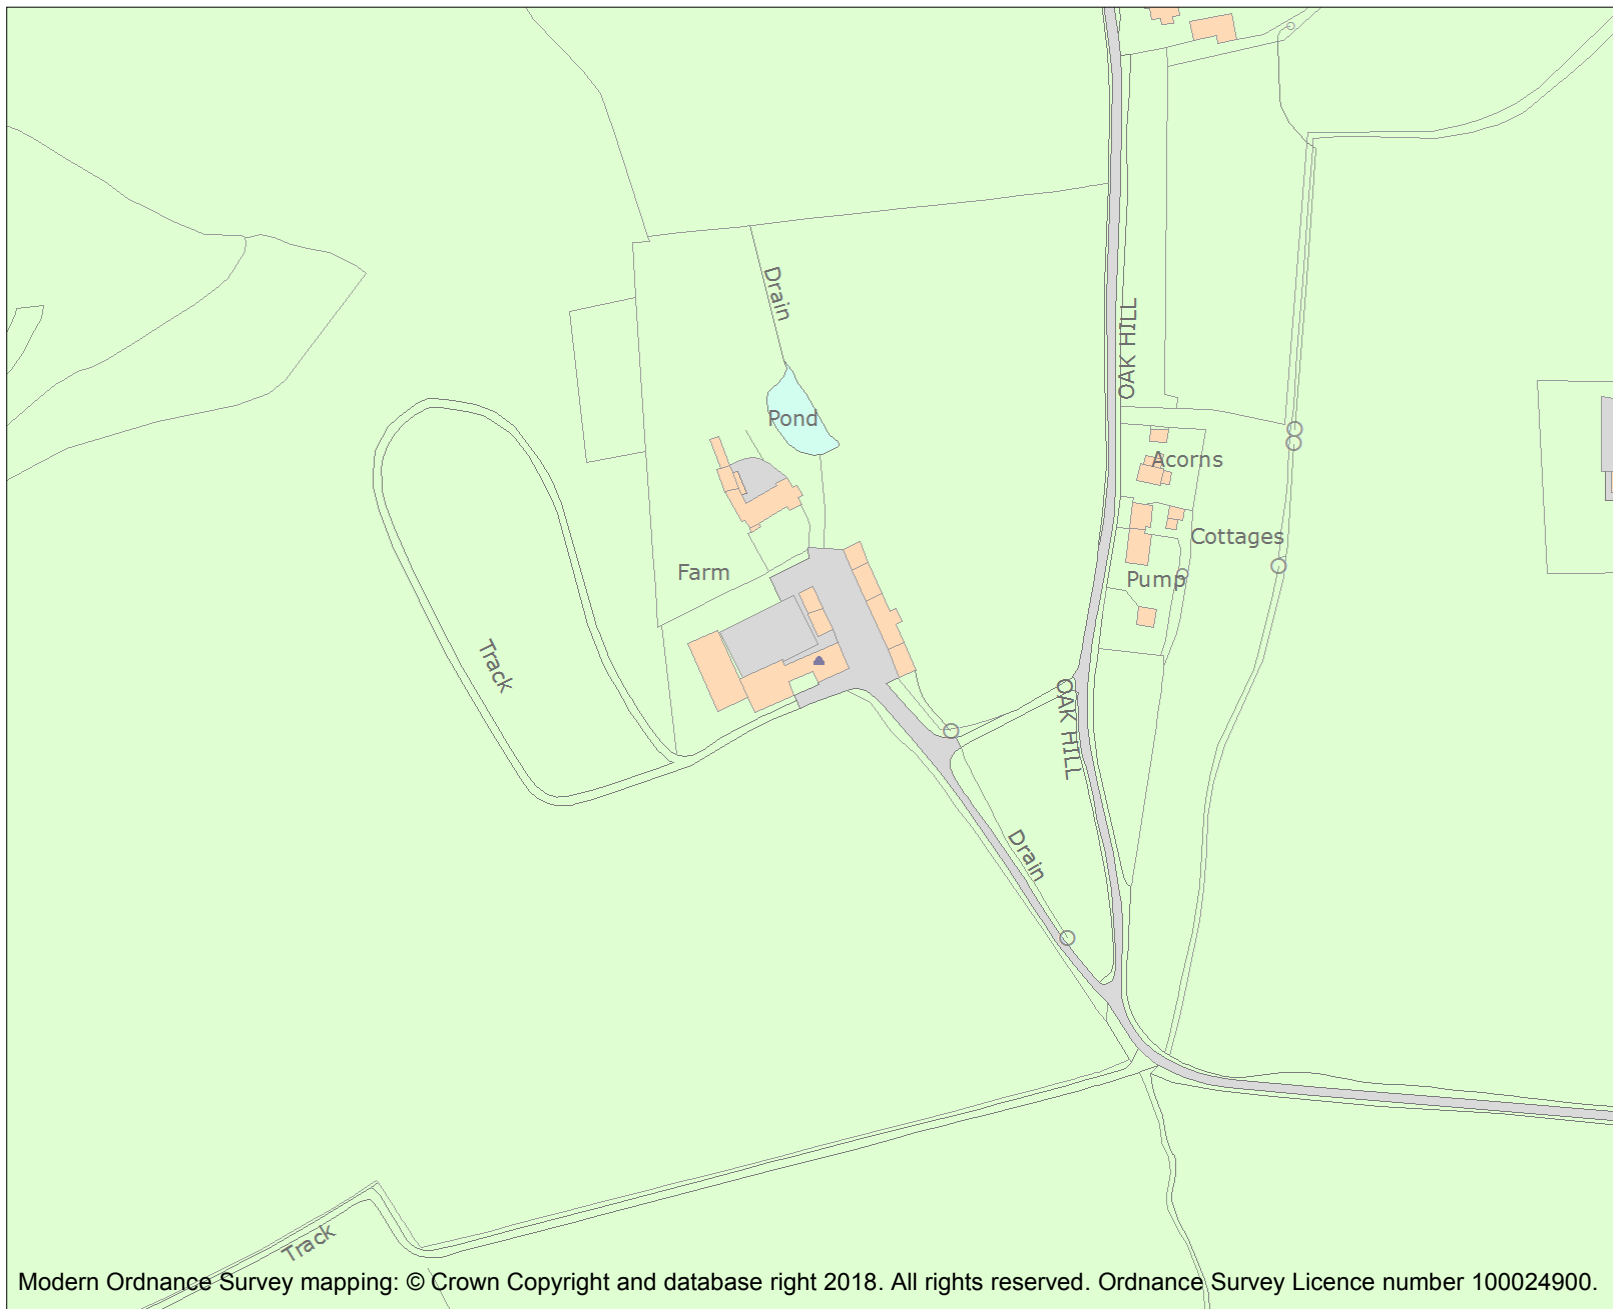 Drain
OAK HILL
Pond
Acorns
Cottages
Farm
Pump
Track
OAK HILL
Drain
Track
Modern Ordnance Survey mapping: © Crown Copyright and database right 2018. All rights reserved. Ordnance Survey Licence number 100024900.